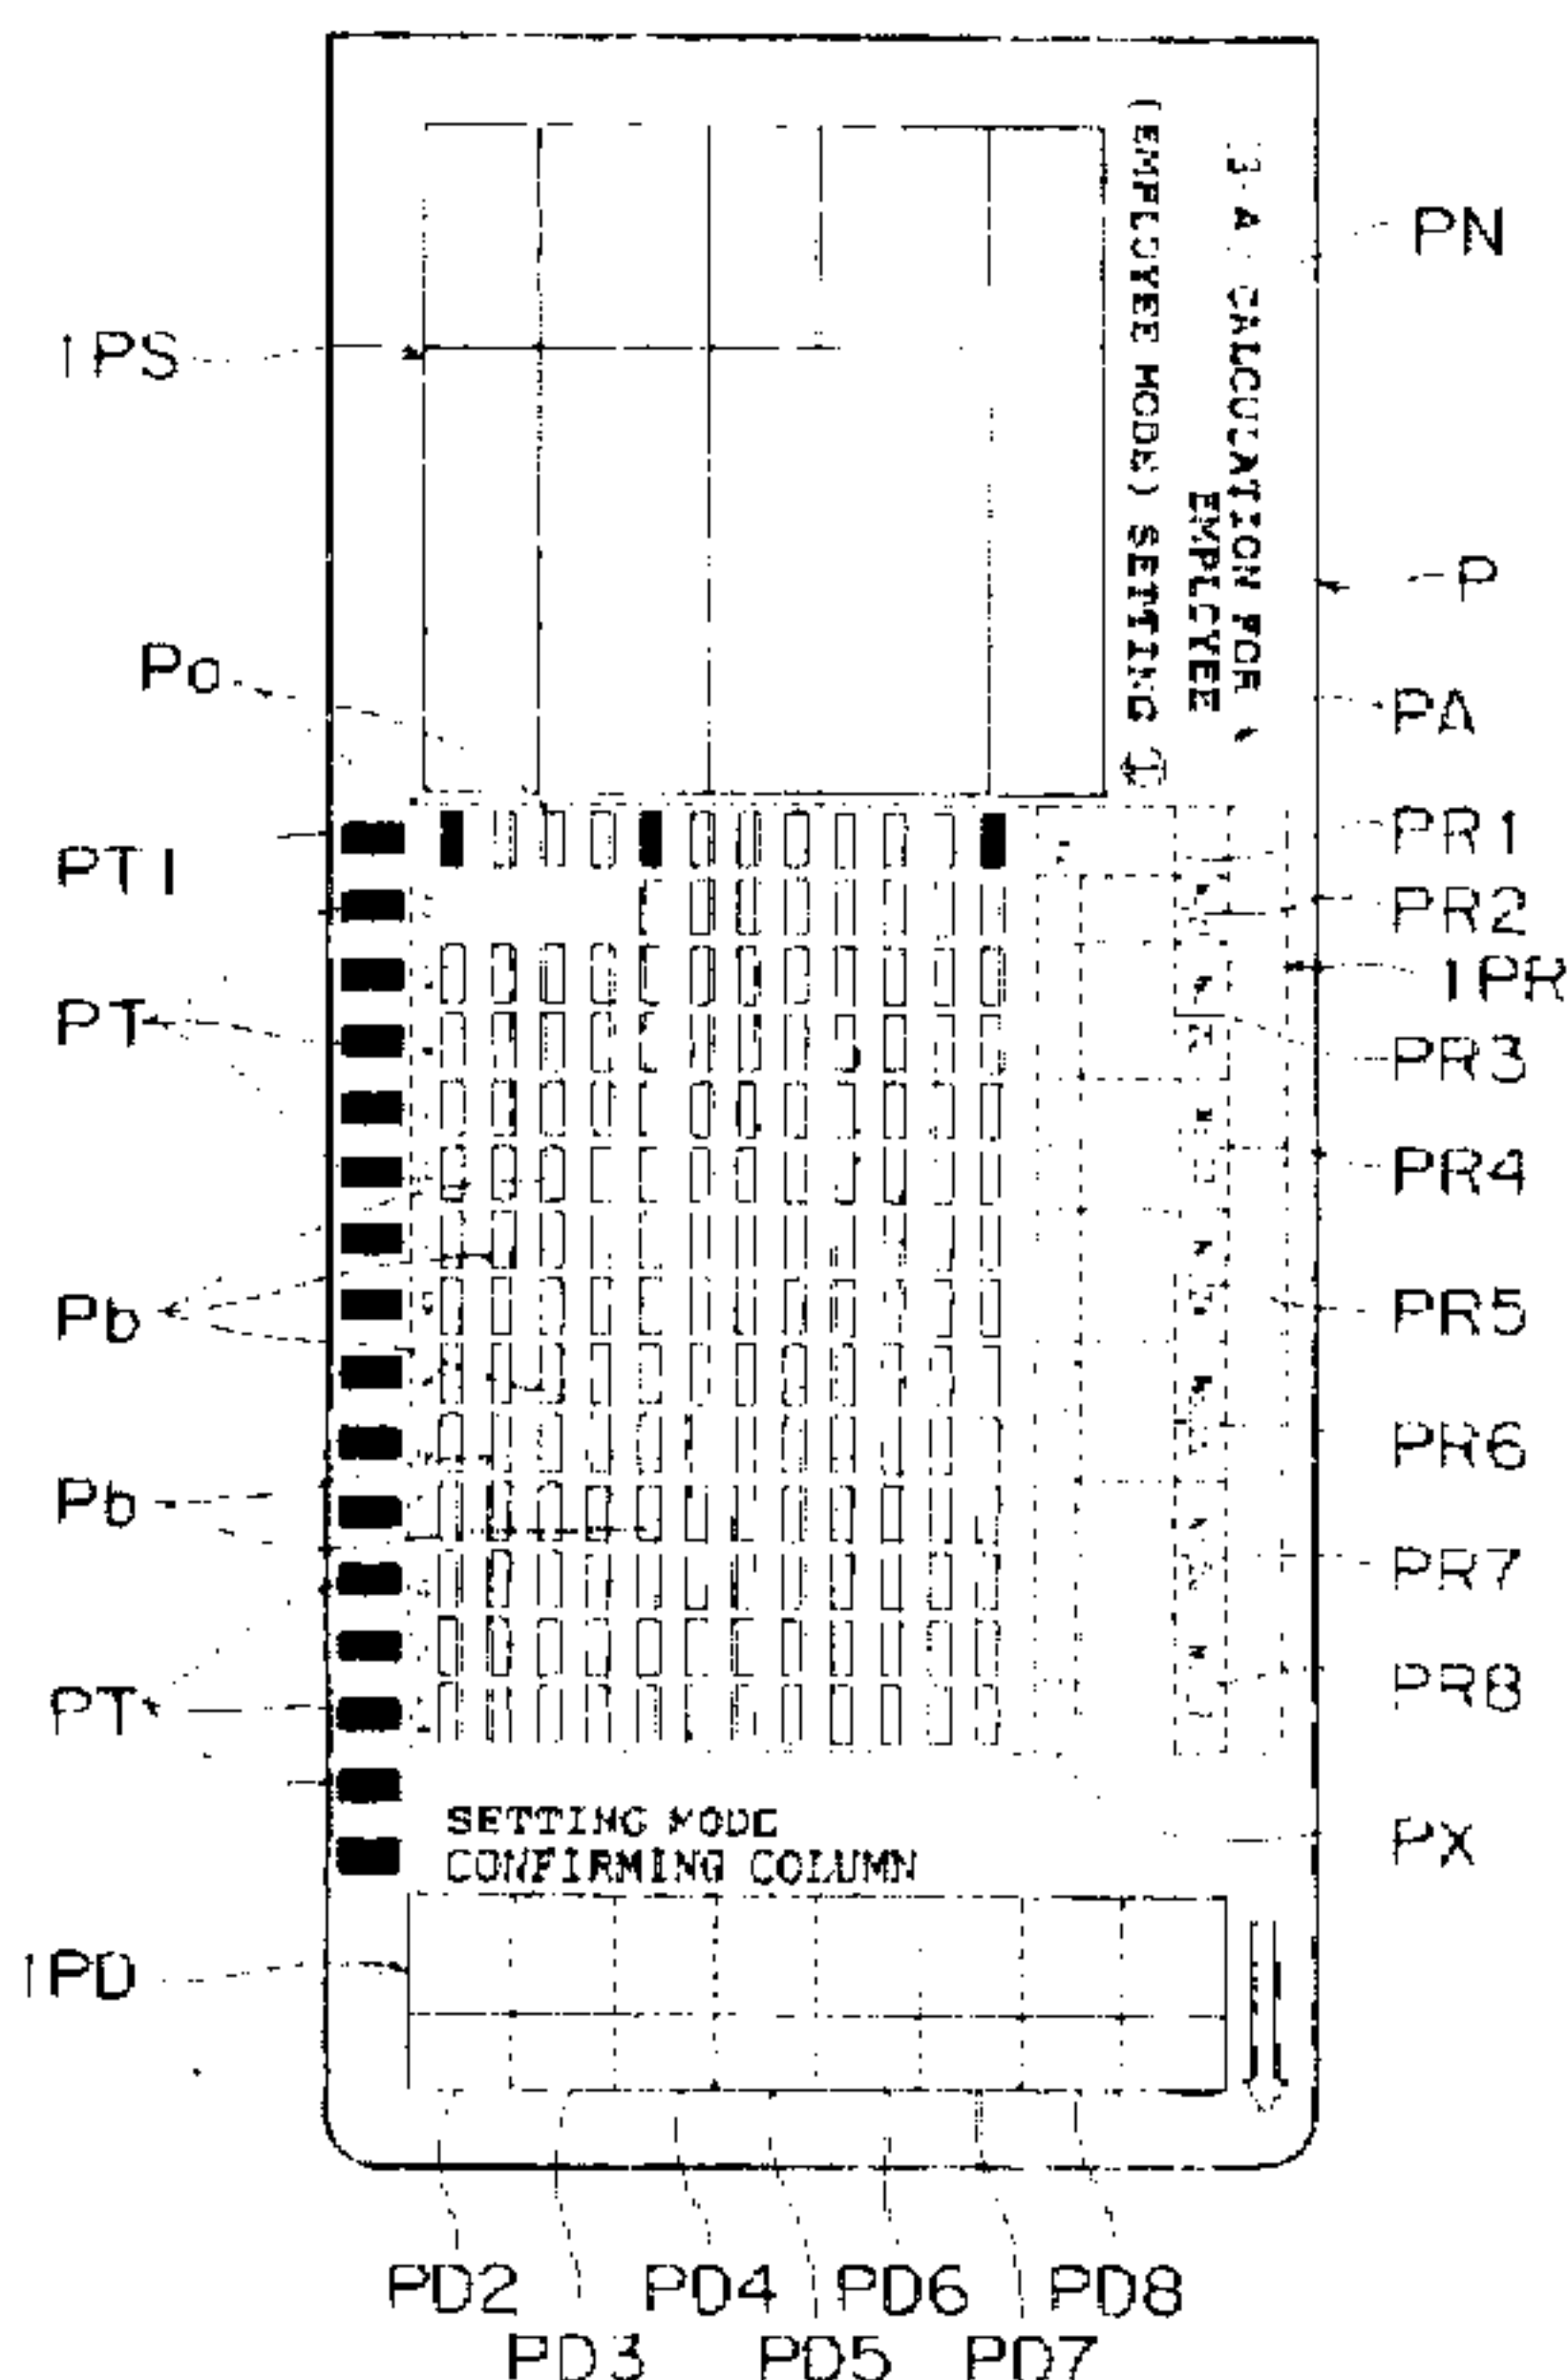 PN
(EMPLOYEE MODE) SETTING ①
CALCULATION FOR
EMPLOYEE
1PS
P
Po
PA
PT1
PR1
PR2
1PR
PT
PR3
PR4
Pb
PR5
PR6
Pb
PR7
PT
PR8
SETTING MODE
CONFIRMING COLUMN
PX
1PD
PD2
PD3
PD4
PD5
PD6
PD7
PD8